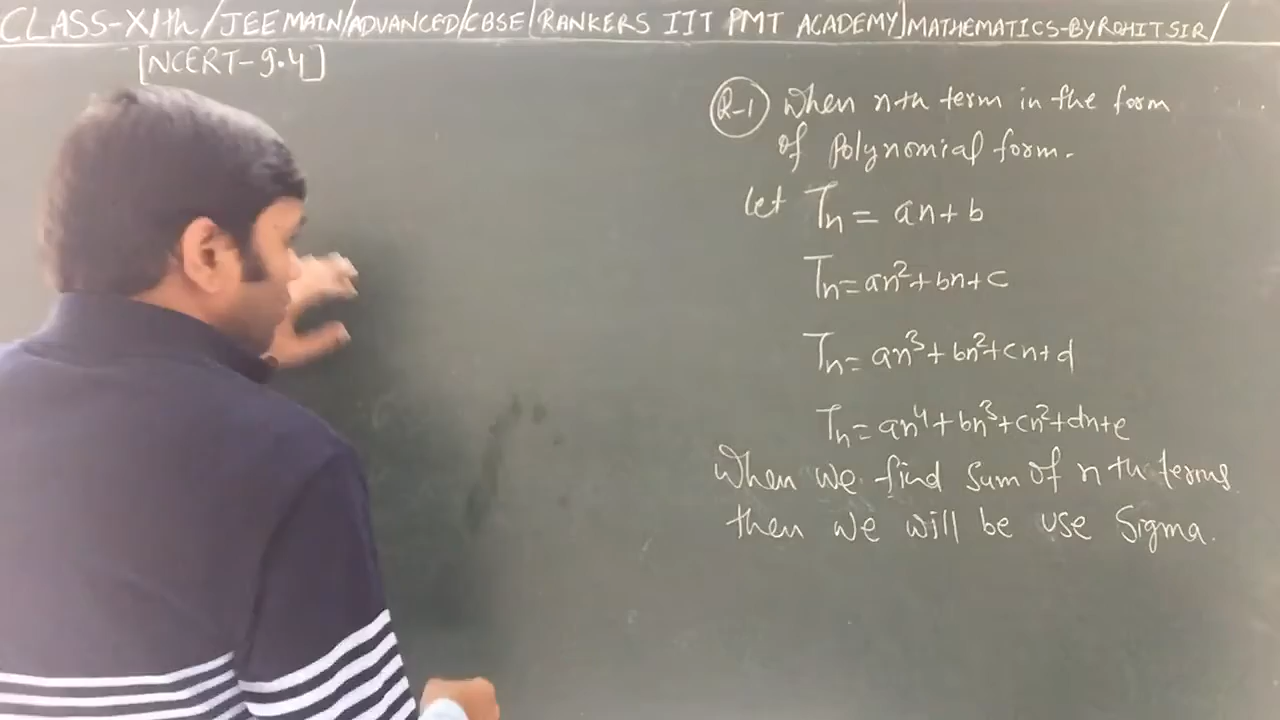 CLASS-XIth/JEE MAIN/ADVANCED/CBSE/RANKERS IIT PMT ACADEMY]MATHEMATICS-BY ROHIT SIR/
[NCERT-9.4]
Q-1 When nth term in the form
of Polynomial form.
let Tn = an+b
Tn=an²+bn+c
Tn=an³+bn²+cn+d
Tn=an⁴+bn³+cn²+dn+e
When we find Sum of nth terms
then we will be use Sigma.